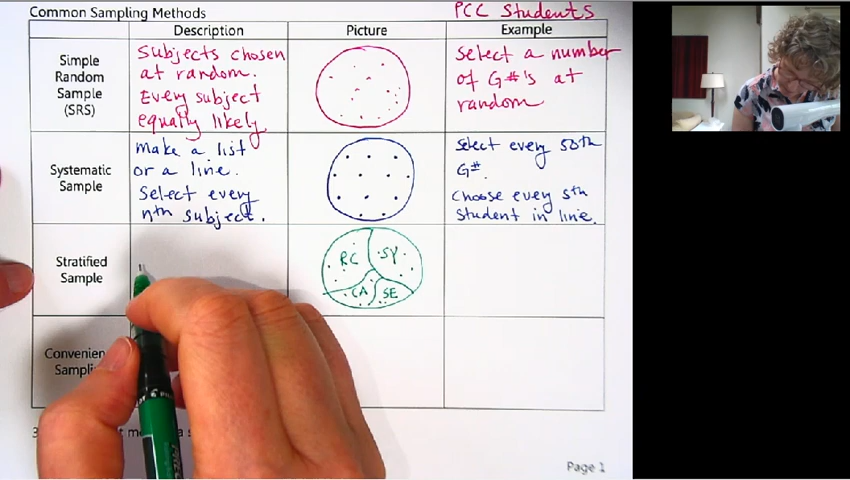 Common Sampling Methods
PCC Students
Description
Picture
Example
Simple
Random
Sample
(SRS)
Subjects chosen
at random.
Every subject
equally likely
Select a number
of G#'s at
random
Systematic
Sample
make a list
or a line.
Select every
nth subject.
Select every 50th
G#.
Choose every 5th
student in line.
Stratified
Sample
RC
SY
CA
SE
Page 1